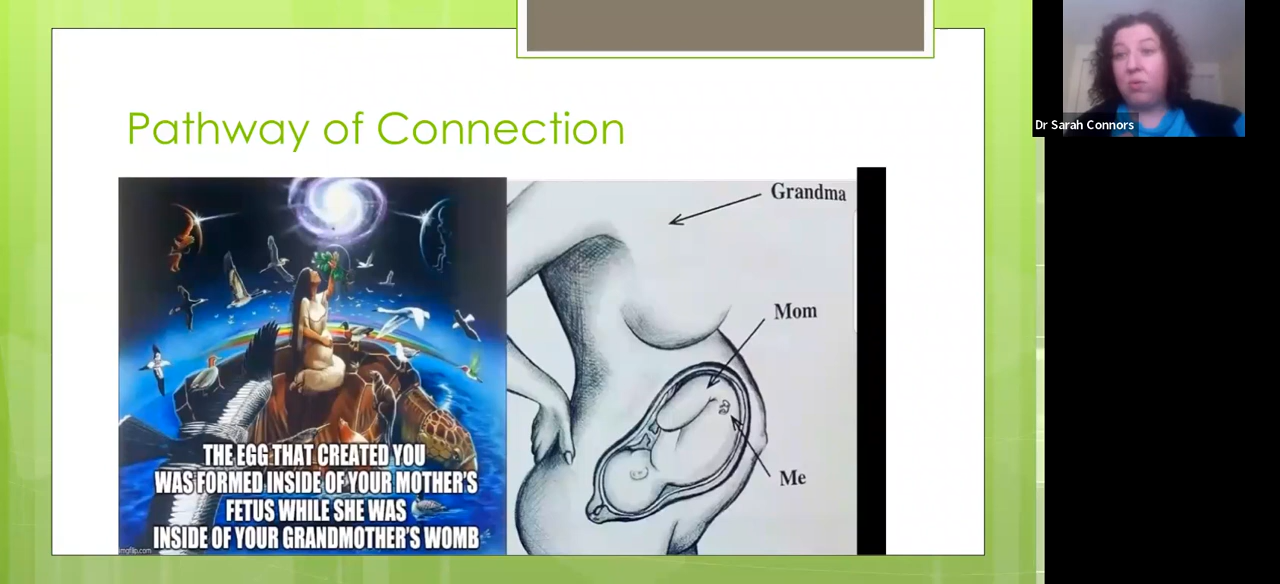 Pathway of Connection
THE EGG THAT CREATED YOU
WAS FORMED INSIDE OF YOUR MOTHER'S
FETUS WHILE SHE WAS
INSIDE OF YOUR GRANDMOTHER'S WOMB
imgflip.com
Grandma
Mom
Me
Dr Sarah Connors